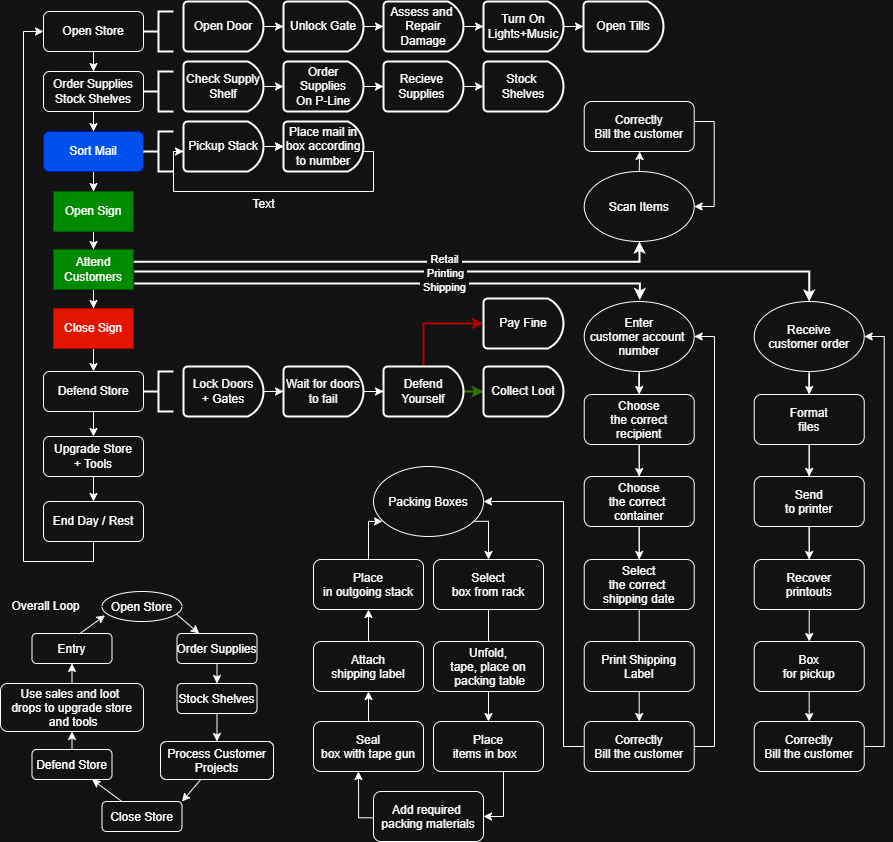 Open Store
Open Door
Unlock Gate
Assess and
Repair
Damage
Turn On
Lights+Music
Open Tills
Order Supplies
Stock Shelves
Check Supply
Shelf
Order
Supplies
On P-Line
Recieve
Supplies
Stock
Shelves
Sort Mail
Pickup Stack
Place mail in
box according
to number
Text
Correctly
Bill the customer
Scan Items
Open Sign
Attend
Customers
Retail
Printing
Shipping
Close Sign
Pay Fine
Enter
customer account
number
Receive
customer order
Defend Store
Lock Doors
+ Gates
Wait for doors
to fail
Defend
Yourself
Collect Loot
Choose
the correct
recipient
Format
files
Upgrade Store
+ Tools
End Day / Rest
Packing Boxes
Choose
the correct
container
Send
to printer
Place
in outgoing stack
Select
box from rack
Select
the correct
shipping date
Recover
printouts
Attach
shipping label
Unfold,
tape, place on
packing table
Print Shipping
Label
Box
for pickup
Seal
box with tape gun
Place
items in box
Correctly
Bill the customer
Correctly
Bill the customer
Add required
packing materials
Overall Loop
Open Store
Entry
Order Supplies
Use sales and loot
drops to upgrade store
and tools
Stock Shelves
Defend Store
Process Customer
Projects
Close Store